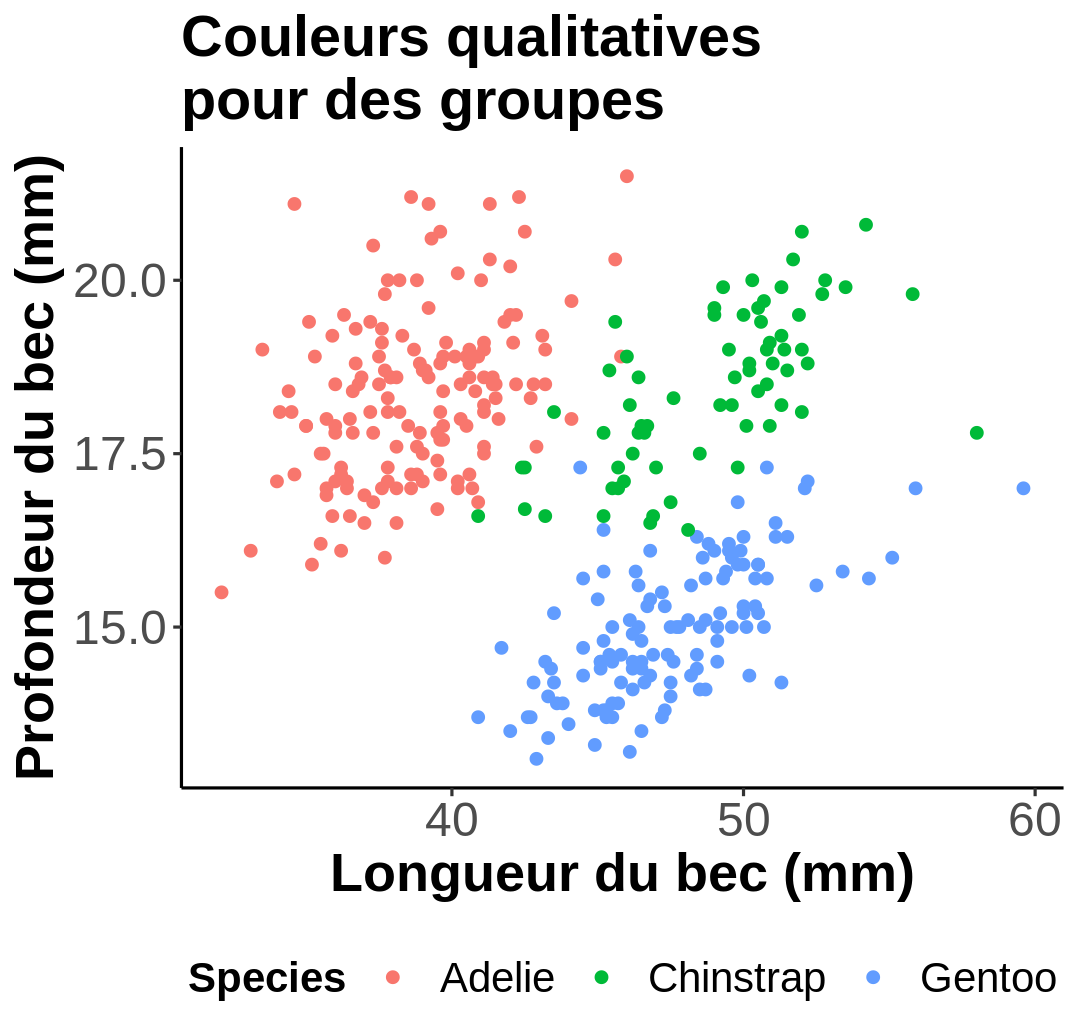 Couleurs qualitatives
pour des groupes
Profondeur du bec (mm)
20.0
17.5
15.0
40 50 60
Longueur du bec (mm)
Species Adelie Chinstrap Gentoo